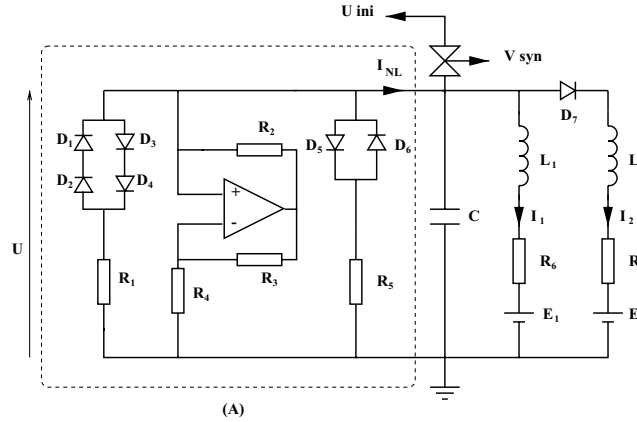 U ini
V syn
I NL
D7
R2
D1
D3
D5
D6
D2
D4
L1
L
U
I1
I2
C
R1
R4
R3
R5
R6
R
E1
E
(A)
+
-